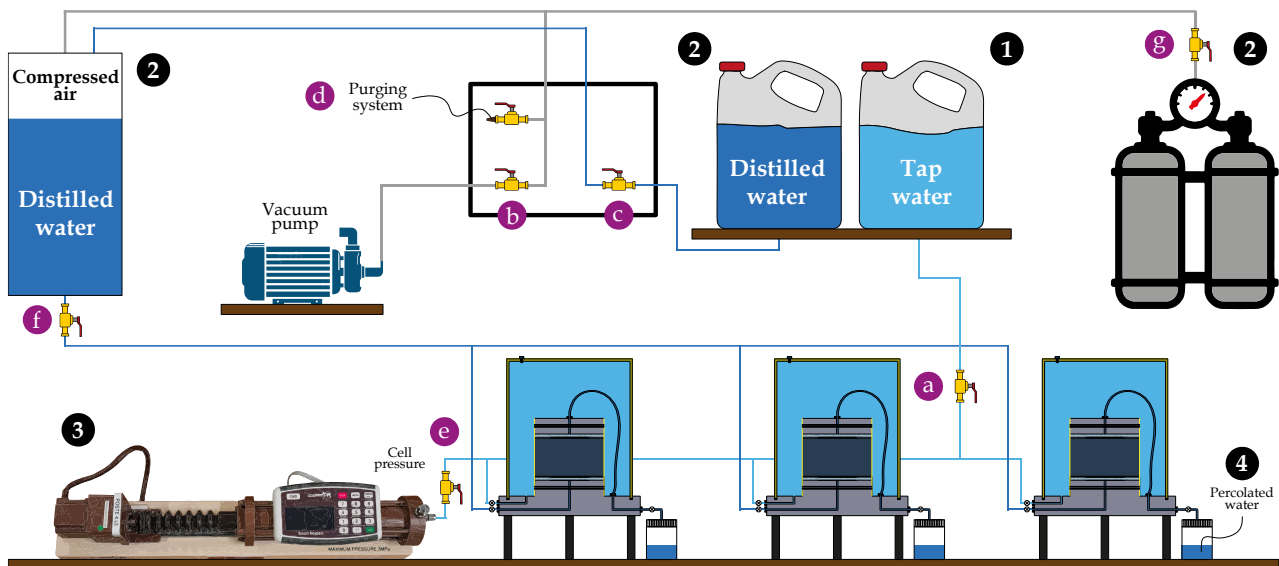 g
2
2
2
1
Compressed
air
d
Purging
system
Distilled
water
Distilled
water
Tap
water
Vacuum
pump
b
c
f
a
3
e
Cell
pressure
4
Percolated
water
MAXIMUM PRESSURE 3MPa